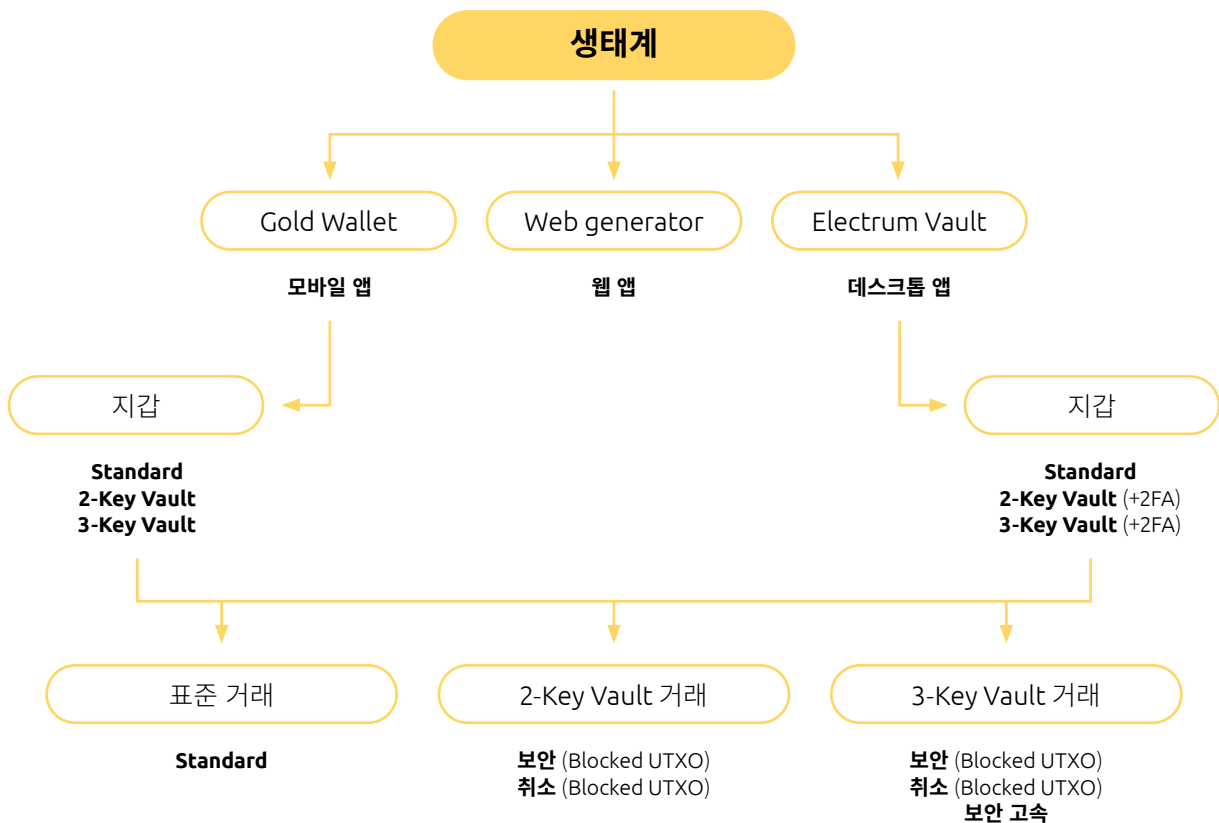 생태계
Gold Wallet
Web generator
Electrum Vault
모바일 앱
웹 앱
데스크톱 앱
지갑
지갑
Standard
2-Key Vault
3-Key Vault
Standard
2-Key Vault (+2FA)
3-Key Vault (+2FA)
표준 거래
2-Key Vault 거래
3-Key Vault 거래
Standard
보안 (Blocked UTXO)
취소 (Blocked UTXO)
보안 (Blocked UTXO)
취소 (Blocked UTXO)
보안 고속